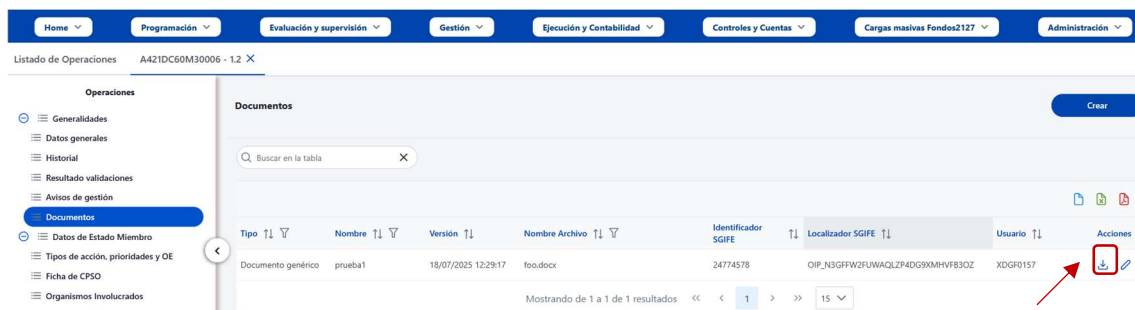 Home Programación Evaluación y supervisión Gestión Ejecución y Contabilidad Controles y Cuentas Cargas masivas Fondos2127 Administración
Listado de Operaciones A421DC60M30006 - 1.2
Operaciones
Generalidades
Datos generales
Historial
Resultado validaciones
Avisos de gestión
Documentos
Datos de Estado Miembro
Tipos de acción, prioridades y OE
Ficha de CPSO
Organismos Involucrados
Documentos
Crear
Buscar en la tabla
Tipo Nombre Versión Nombre Archivo Identificador SGIFE Localizador SGIFE Usuario Acciones
Documento genérico prueba1 18/07/2025 12:29:17 foo.docx 24774578 OIP_N3GFFW2FUWAQLZP4DG9XMHVFB3OZ XDGF0157
Mostrando de 1 a 1 de 1 resultados « < 1 > » 15